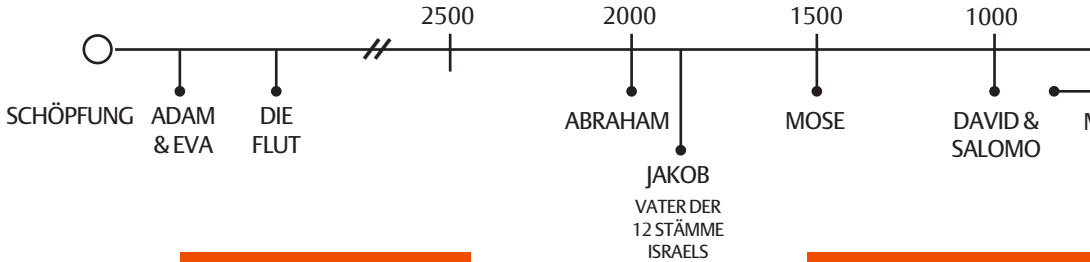 2500 2000 1500 1000
SCHÖPFUNG ADAM DIE ABRAHAM MOSE DAVID &
& EVA FLUT SALOMO
JAKOB
VATER DER
12 STÄMME
ISRAELS